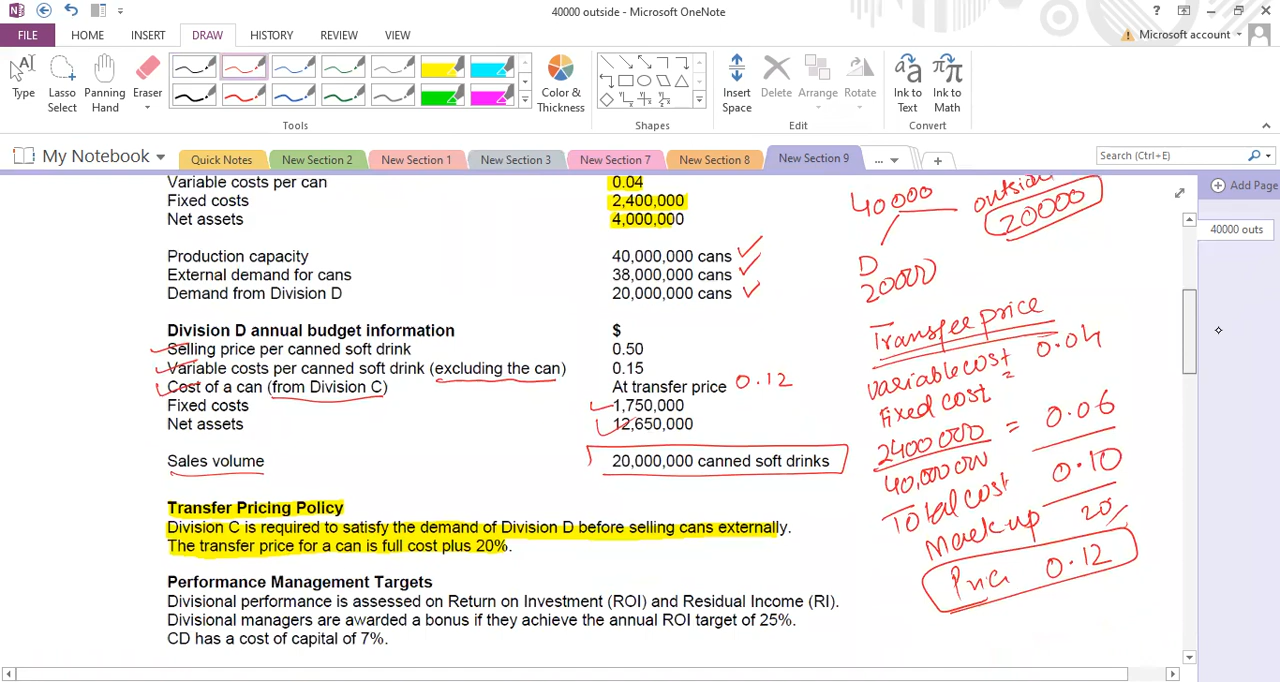 40000 outside - Microsoft OneNote
Microsoft account
FILE HOME INSERT DRAW HISTORY REVIEW VIEW
Type Lasso Select Panning Hand Eraser Color & Thickness Insert Space Delete Arrange Rotate Ink to Text Ink to Math
Tools Shapes Edit Convert
My Notebook Quick Notes New Section 2 New Section 1 New Section 3 New Section 7 New Section 8 New Section 9 ... Search (Ctrl+E)
Add Page
40000 outs
Variable costs per can 0.04
Fixed costs 2,400,000
Net assets 4,000,000
Production capacity 40,000,000 cans
External demand for cans 38,000,000 cans
Demand from Division D 20,000,000 cans
Division D annual budget information $
Selling price per canned soft drink 0.50
Variable costs per canned soft drink (excluding the can) 0.15
Cost of a can (from Division C) At transfer price 0.12
Fixed costs 1,750,000
Net assets 12,650,000
Sales volume 20,000,000 canned soft drinks
Transfer Pricing Policy
Division C is required to satisfy the demand of Division D before selling cans externally.
The transfer price for a can is full cost plus 20%.
Performance Management Targets
Divisional performance is assessed on Return on Investment (ROI) and Residual Income (RI).
Divisional managers are awarded a bonus if they achieve the annual ROI target of 25%.
CD has a cost of capital of 7%.
40000 outside
20000
D
20000
Transfer price
variable cost 0.04
fixed cost =
2400000 = 0.06
40,000,000
Total cost 0.10
Mark up
Price 0.12